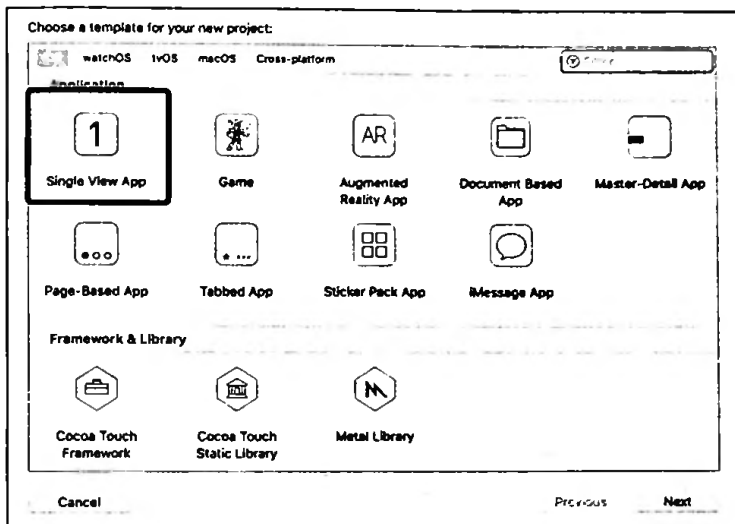 Choose a template for your new project:
watchOS tvOS macOS Cross-platform
Application
1
AR
Single View App Game Augmented Reality App Document Based App Master-Detail App
Page-Based App Tabbed App Sticker Pack App iMessage App
Framework & Library
Cocoa Touch Framework Cocoa Touch Static Library Metal Library
Cancel Previous Next